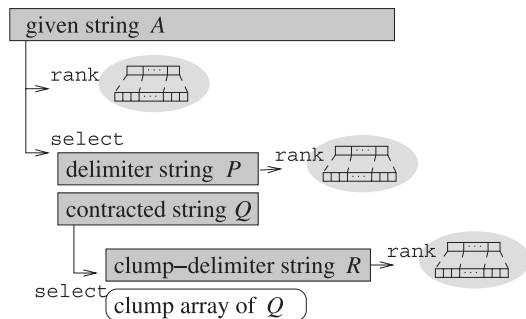 given string A
rank
select
delimiter string P
rank
contracted string Q
clump–delimiter string R
rank
select
clump array of Q